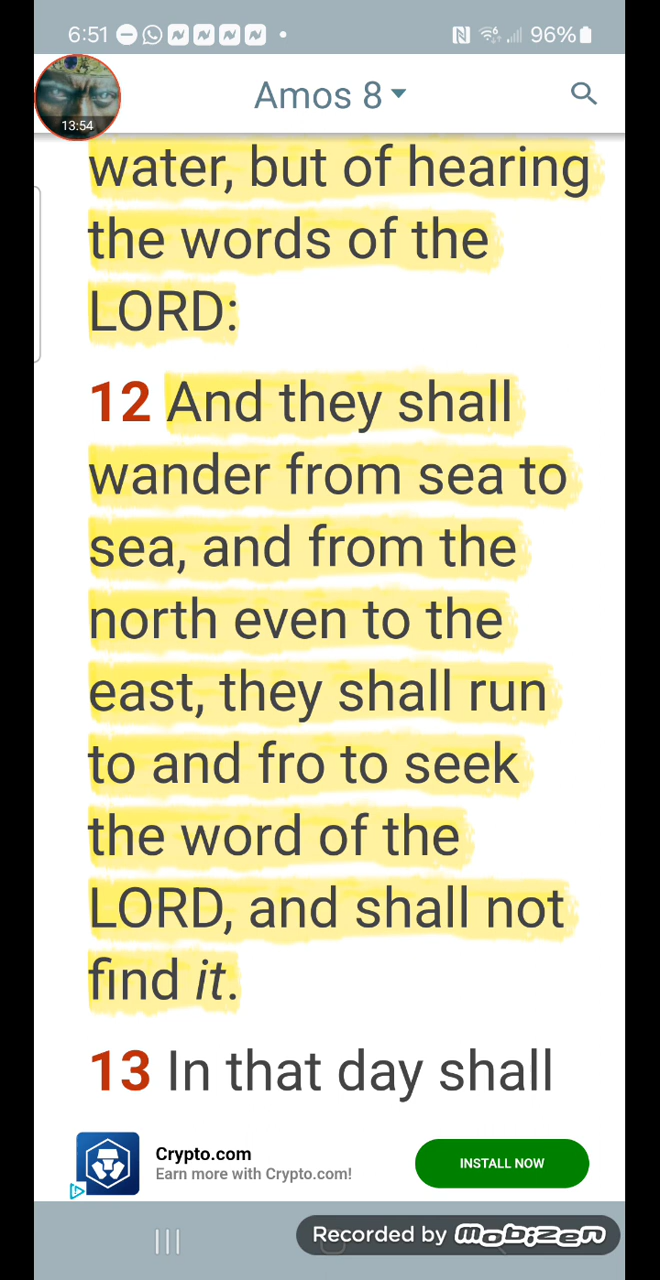 6:51
96%
13:54
Amos 8
water, but of hearing
the words of the
LORD:
12 And they shall
wander from sea to
sea, and from the
north even to the
east, they shall run
to and fro to seek
the word of the
LORD, and shall not
find it.
13 In that day shall
Crypto.com
Earn more with Crypto.com!
INSTALL NOW
Recorded by mobizen